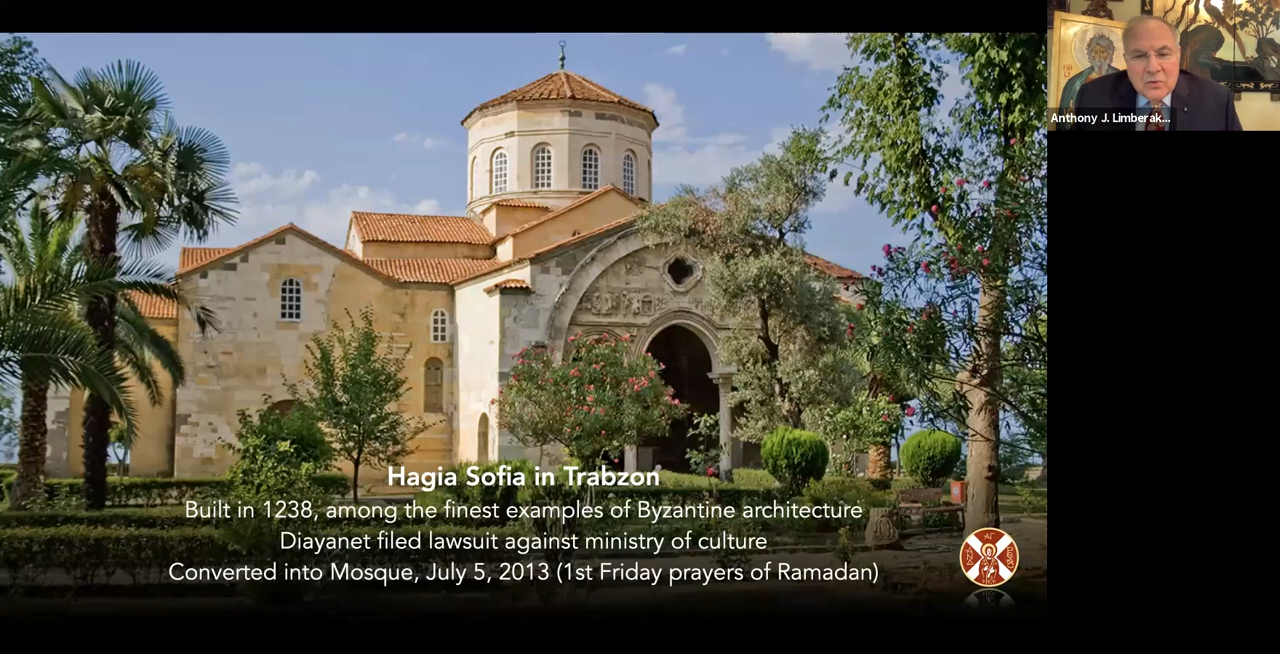 Anthony J. Limberak...
Hagia Sofia in Trabzon
Built in 1238, among the finest examples of Byzantine architecture
Diayanet filed lawsuit against ministry of culture
Converted into Mosque, July 5, 2013 (1st Friday prayers of Ramadan)